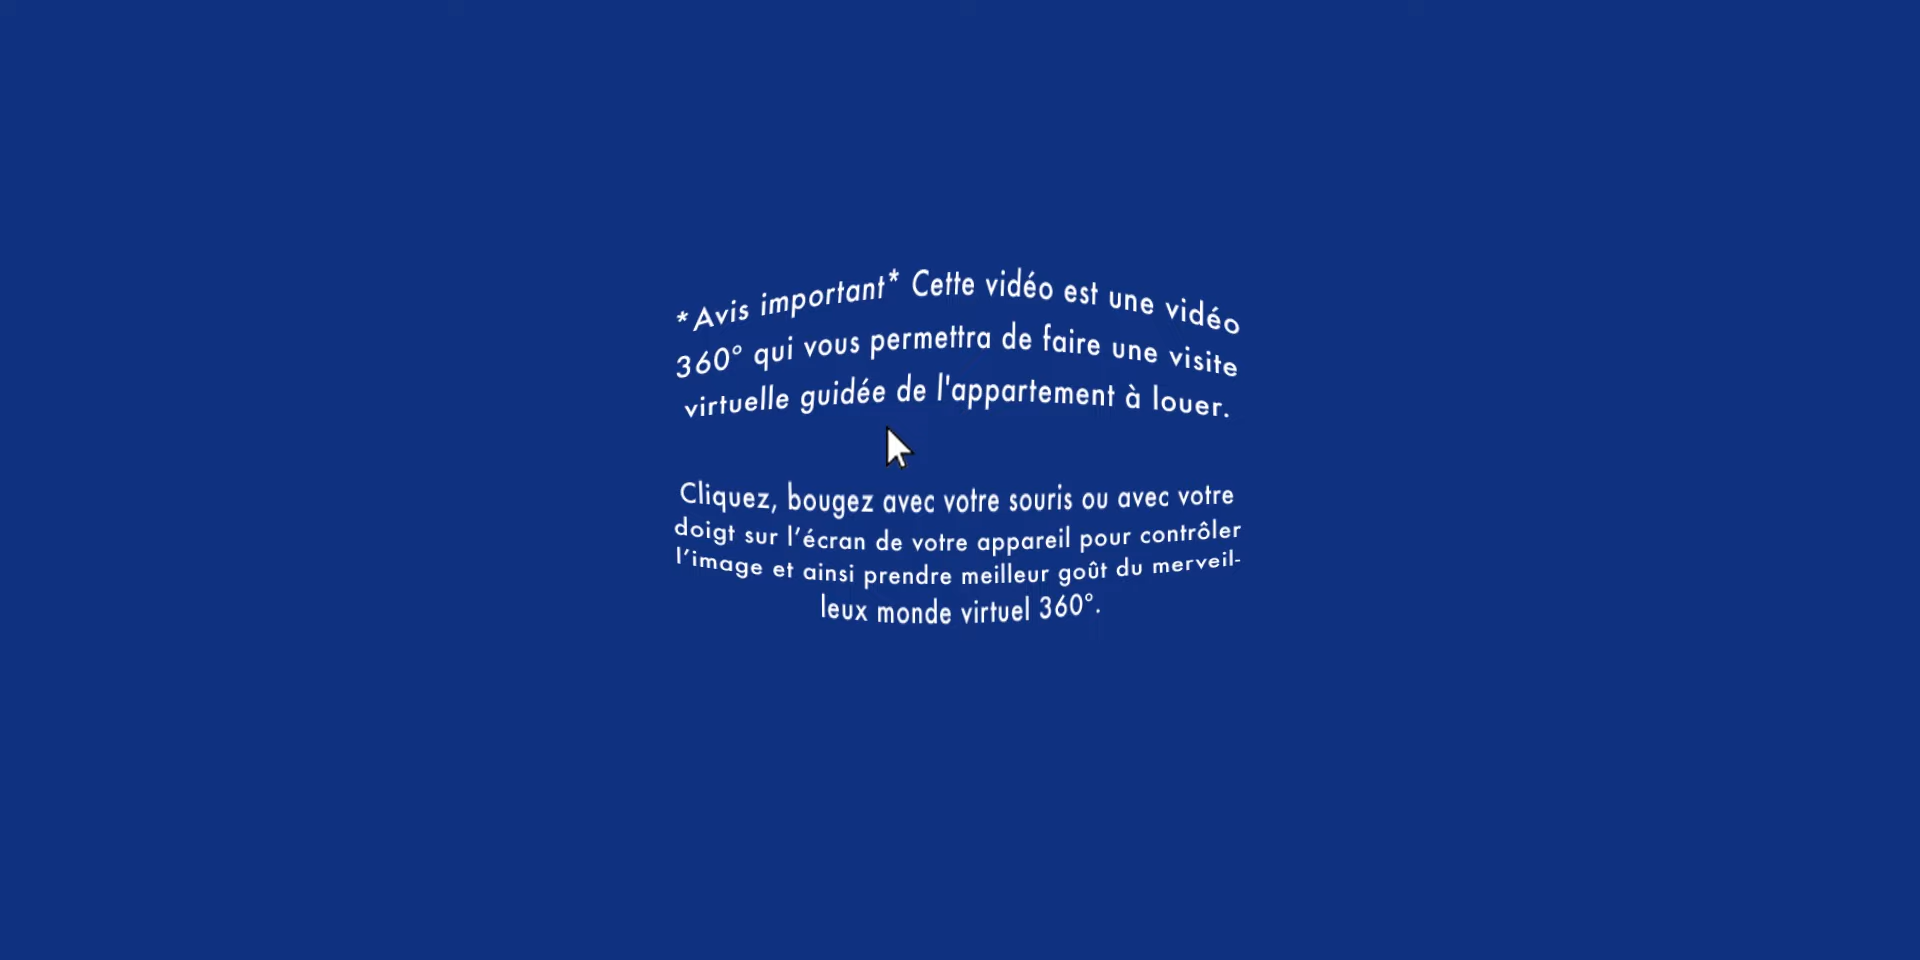 *Avis important* Cette vidéo est une vidéo
360° qui vous permettra de faire une visite
virtuelle guidée de l'appartement à louer.
Cliquez, bougez avec votre souris ou avec votre
doigt sur l’écran de votre appareil pour contrôler
l’image et ainsi prendre meilleur goût du merveil-
leux monde virtuel 360°.